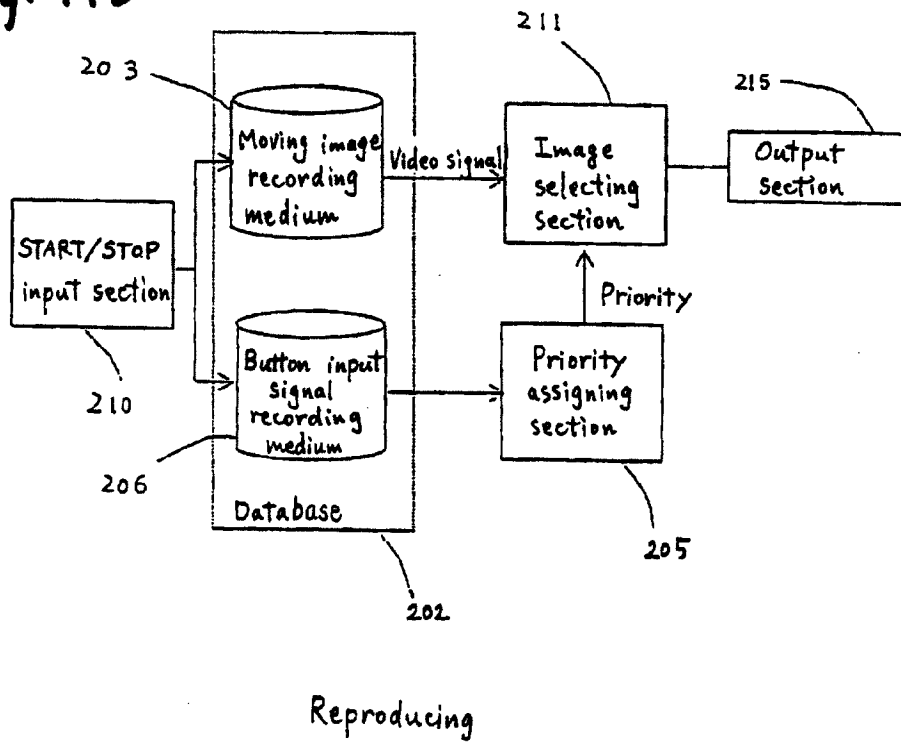 211
203
215
Moving image
recording
medium
Video signal
Image
selecting
section
Output
section
START/STOP
input section
Priority
Button input
signal
recording
medium
Priority
assigning
section
210
206
Database
205
202
Reproducing